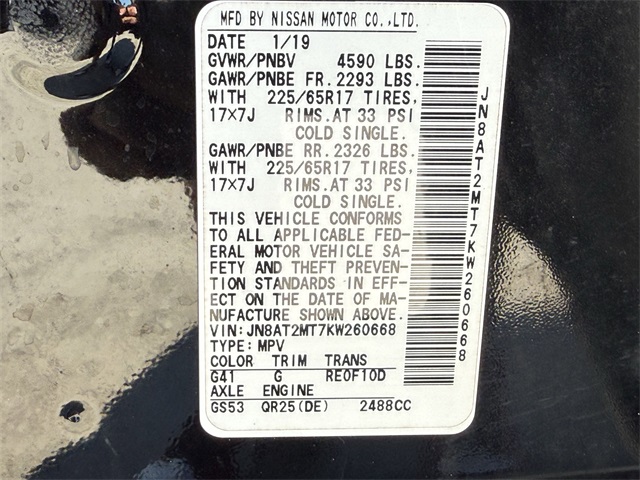 MFD BY NISSAN MOTOR CO.,LTD.
DATE 1/19
GVWR/PNBV 4590 LBS.
GAWR/PNBE FR. 2293 LBS.
WITH 225/65R17 TIRES,
17×7J RIMS.AT 33 PSI
COLD SINGLE.
GAWR/PNBE RR. 2326 LBS.
WITH 225/65R17 TIRES,
17×7J RIMS.AT 33 PSI
COLD SINGLE.
THIS VEHICLE CONFORMS
TO ALL APPLICABLE FED-
ERAL MOTOR VEHICLE SA-
FETY AND THEFT PREVEN-
TION STANDARDS IN EFF-
ECT ON THE DATE OF MA-
NUFACTURE SHOWN ABOVE.
VIN:JN8AT2MT7KW260668
TYPE:MPV
COLOR TRIM TRANS
G41 G RE0F10D
AXLE ENGINE
GS53 QR25(DE) 2488CC
JN8AT2MT7KW260668